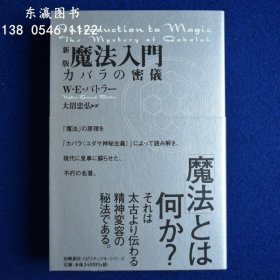 东瀛图书
138 0546 1122
Introduction to Magic
The Mystery of Qabalah
新版
魔法入門
カバラの密儀
W・E・バトラー
大沼忠弘=訳
「魔法」の原理を
「カバラ(ユダヤ神秘主義)」によって読み解き、
現代に見事に蘇らせた、
不朽の名著。
魔法とは
何か?
それは
太古より伝わる
精神変容の
秘法である。